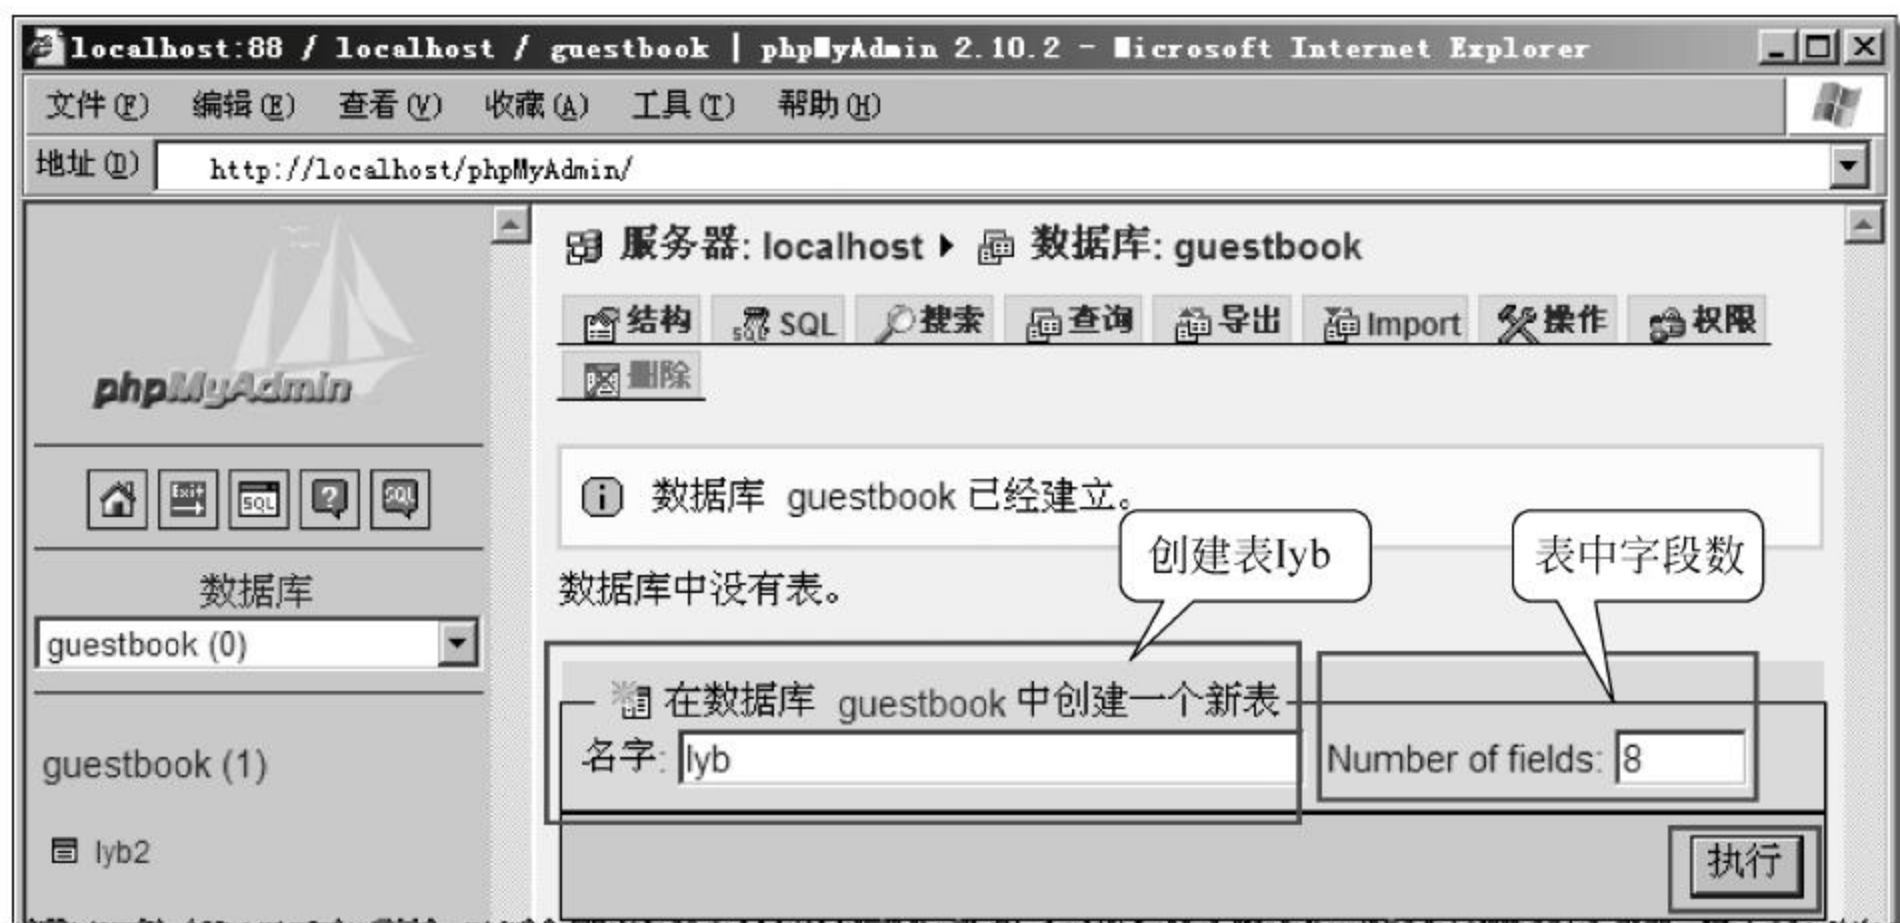 localhost:88 / localhost / guestbook | phpMyAdmin 2.10.2 - Microsoft Internet Explorer
文件(F) 编辑(E) 查看(V) 收藏(A) 工具(T) 帮助(H)
地址(D) http://localhost/phpMyAdmin/
phpMyAdmin
Exit SQL ? SQL
数据库
guestbook (0)
guestbook (1)
lyb2
服务器: localhost 数据库: guestbook
结构 SQL 搜索 查询 导出 Import 操作 权限
删除
数据库 guestbook 已经建立。
创建表lyb
表中字段数
数据库中没有表。
在数据库 guestbook 中创建一个新表
名字: lyb Number of fields: 8
执行